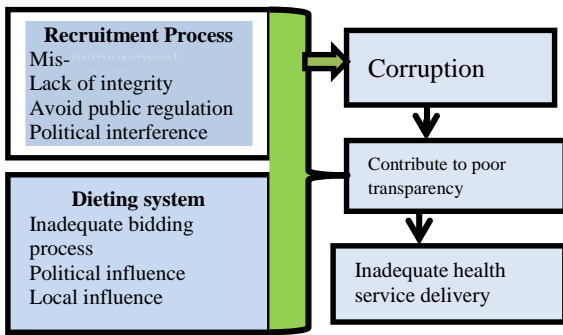 Recruitment Process
Mis-management
Lack of integrity
Avoid public regulation
Political interference
Dieting system
Inadequate bidding
process
Political influence
Local influence
Corruption
Contribute to poor
transparency
Inadequate health
service delivery